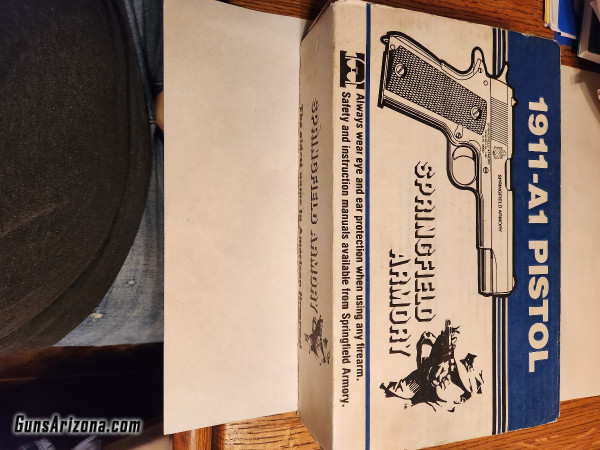 1911-A1 PISTOL
SPRINGFIELD ARMORY
SPRINGFIELD
ARMORY
Always wear eye and ear protection when using any firearm.
Safety and instruction manuals available from Springfield Armory.
SPRINGFIELD ARMORY
GunsArizona.com